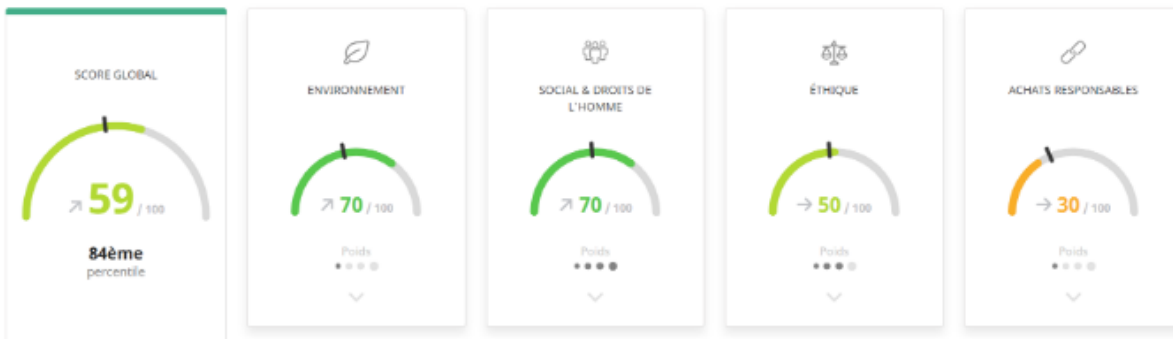 SCORE GLOBAL
59 / 100
84ème
percentile
ENVIRONNEMENT
70 / 100
Poids
SOCIAL & DROITS DE
L'HOMME
70 / 100
Poids
ÉTHIQUE
50 / 100
Poids
ACHATS RESPONSABLES
30 / 100
Poids